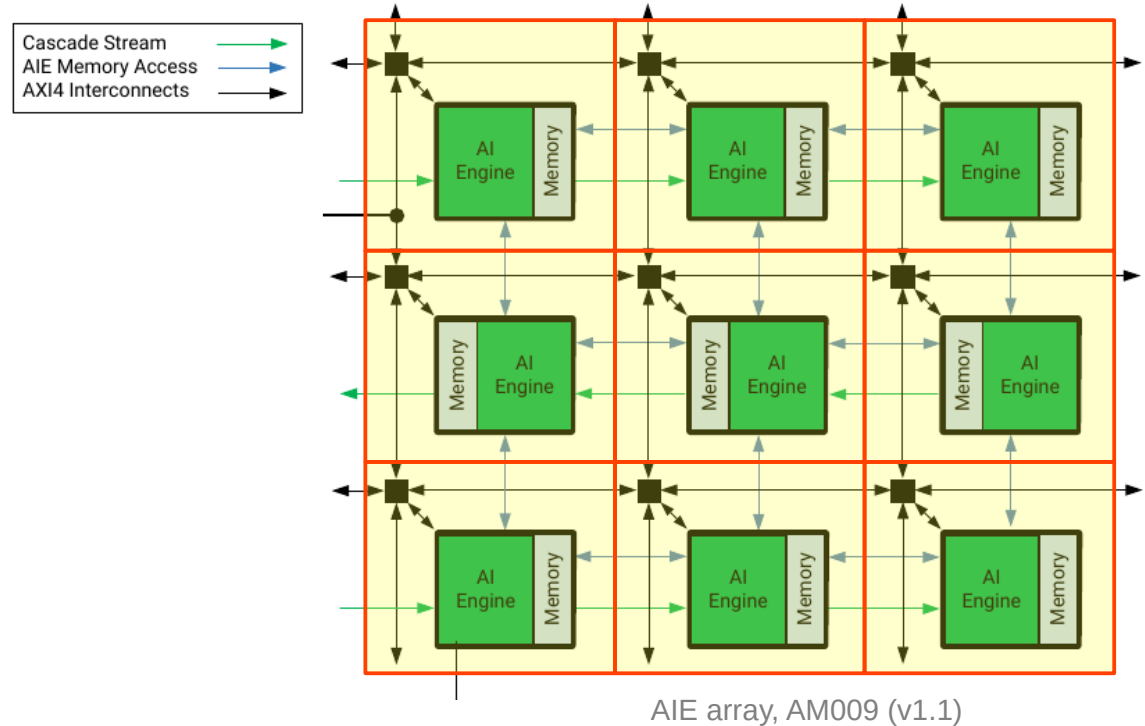 Cascade Stream
AIE Memory Access
AXI4 Interconnects
AI
Engine
Memory
AI
Engine
Memory
AI
Engine
Memory
Memory
AI
Engine
Memory
AI
Engine
Memory
AI
Engine
AI
Engine
Memory
AI
Engine
Memory
AI
Engine
Memory
AIE array, AM009 (v1.1)